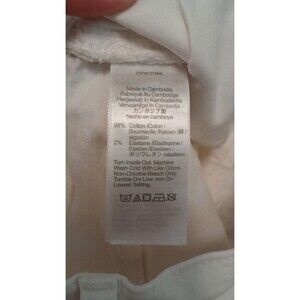 Made In Cambodia
Fabriqué Au Cambodge
Hergestellt In Kambodscha
Vervaardigd In Cambodja
カンボジア製
hecho en camboya
98% Cotton /Coton /
Baumwolle /Katoen /綿 /
algodón
2% Elastane /Élasthanne /
Elastan /Elastaan /
ポリウレタン /elastano
Turn Inside Out. Machine
Wash Cold With Like Colors
Non-Chlorine Bleach Only
Tumble Dry Low. Iron On
Lowest Setting.